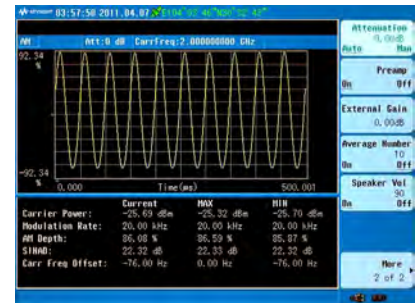 03:57:50 2011.04.07
AM Att:0 dB Carrfreq:2.000000000 GHz
92.34
%
-92.34
%
0.000 Time(ms) 500.001
Current MAX MIN
Carrier Power: -25.69 dBm -25.32 dBm -25.70 dBm
Modulation Rate: 20.00 kHz 20.00 kHz 20.00 kHz
AM Depth: 86.08 % 86.59 % 85.87 %
SINAD: 22.32 dB 22.33 dB 22.32 dB
Carr Freq Offset: -76.00 Hz 0.00 Hz -76.00 Hz
Attenuation
0.00dB
Auto Man
Preamp
On Off
External Gain
0.00dB
Average Number
10
On Off
Speaker Vol
90
On Off
More
2 of 2